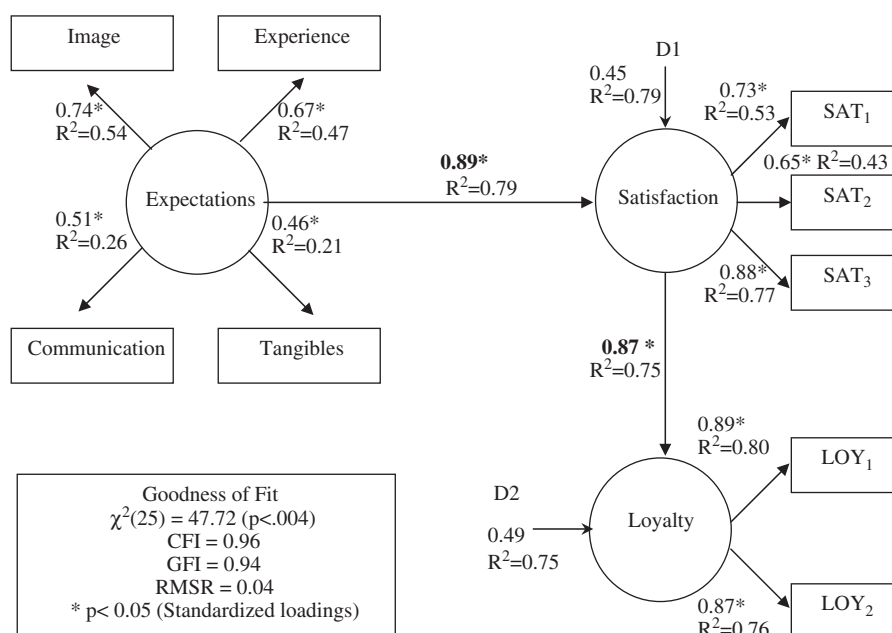 Image
Experience
0.74*
R²=0.54
0.67*
R²=0.47
Expectations
0.51*
R²=0.26
0.46*
R²=0.21
Communication
Tangibles
0.89*
R²=0.79
D1
0.45
R²=0.79
Satisfaction
0.73*
R²=0.53
SAT₁
0.65* R²=0.43
SAT₂
0.88*
R²=0.77
SAT₃
0.87 *
R²=0.75
D2
0.49
R²=0.75
Loyalty
0.89*
R²=0.80
LOY₁
0.87*
R²=0.76
LOY₂
Goodness of Fit
χ²(25) = 47.72 (p<.004)
CFI = 0.96
GFI = 0.94
RMSR = 0.04
* p< 0.05 (Standardized loadings)